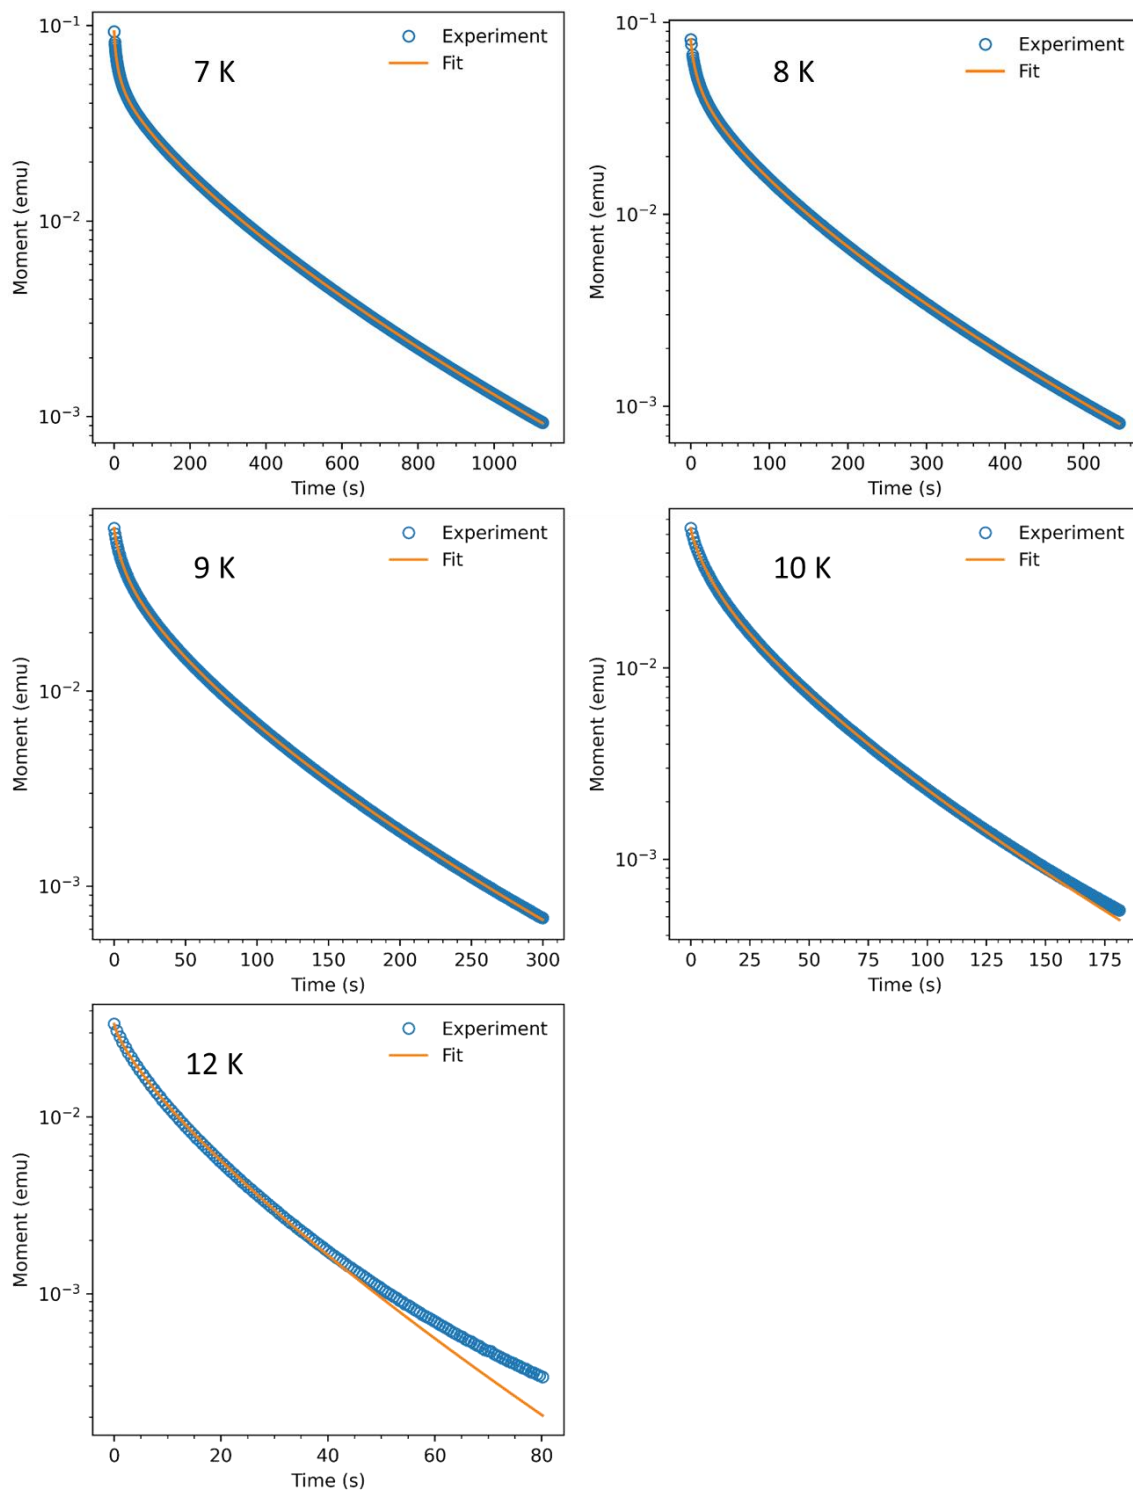 7 K
Experiment
Fit
Moment (emu)
10⁻¹
10⁻²
10⁻³
0 200 400 600 800 1000
Time (s)
8 K
Experiment
Fit
Moment (emu)
10⁻¹
10⁻²
10⁻³
0 100 200 300 400 500
Time (s)
9 K
Experiment
Fit
Moment (emu)
10⁻²
10⁻³
0 50 100 150 200 250 300
Time (s)
10 K
Experiment
Fit
Moment (emu)
10⁻²
10⁻³
0 25 50 75 100 125 150 175
Time (s)
12 K
Experiment
Fit
Moment (emu)
10⁻²
10⁻³
0 20 40 60 80
Time (s)